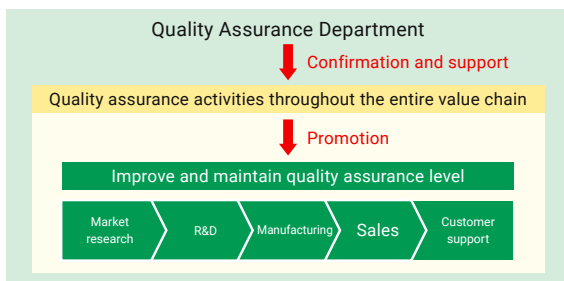 Quality Assurance Department
Confirmation and support
Quality assurance activities throughout the entire value chain
Promotion
Improve and maintain quality assurance level
Market
research
R&D
Manufacturing
Sales
Customer
support